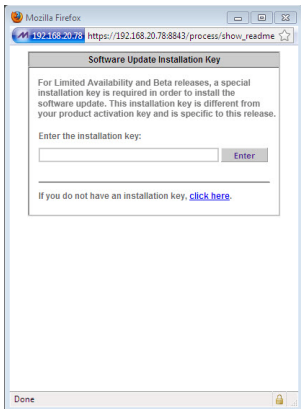 Mozilla Firefox
192.168.20.78 https://192.168.20.78:8843/process/show_readme
Software Update Installation Key
For Limited Availability and Beta releases, a special
installation key is required in order to install the
software update. This installation key is different from
your product activation key and is specific to this release.
Enter the installation key:
Enter
If you do not have an installation key, click here.
Done